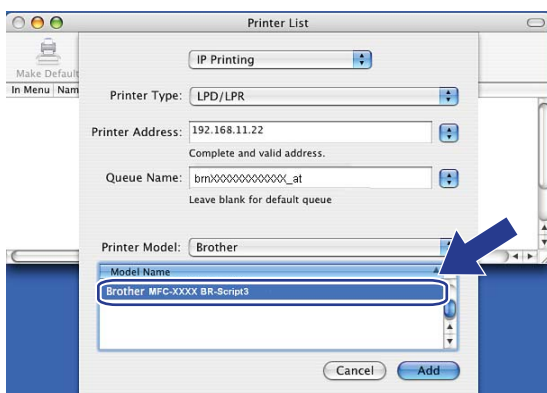 Printer List
Make Default
In Menu Nam
IP Printing
Printer Type: LPD/LPR
Printer Address: 192.168.11.22
Complete and valid address.
Queue Name: brnXXXXXXXXXXXX_at
Leave blank for default queue
Printer Model: Brother
Model Name
Brother MFC-XXXX BR-Script3
Cancel Add